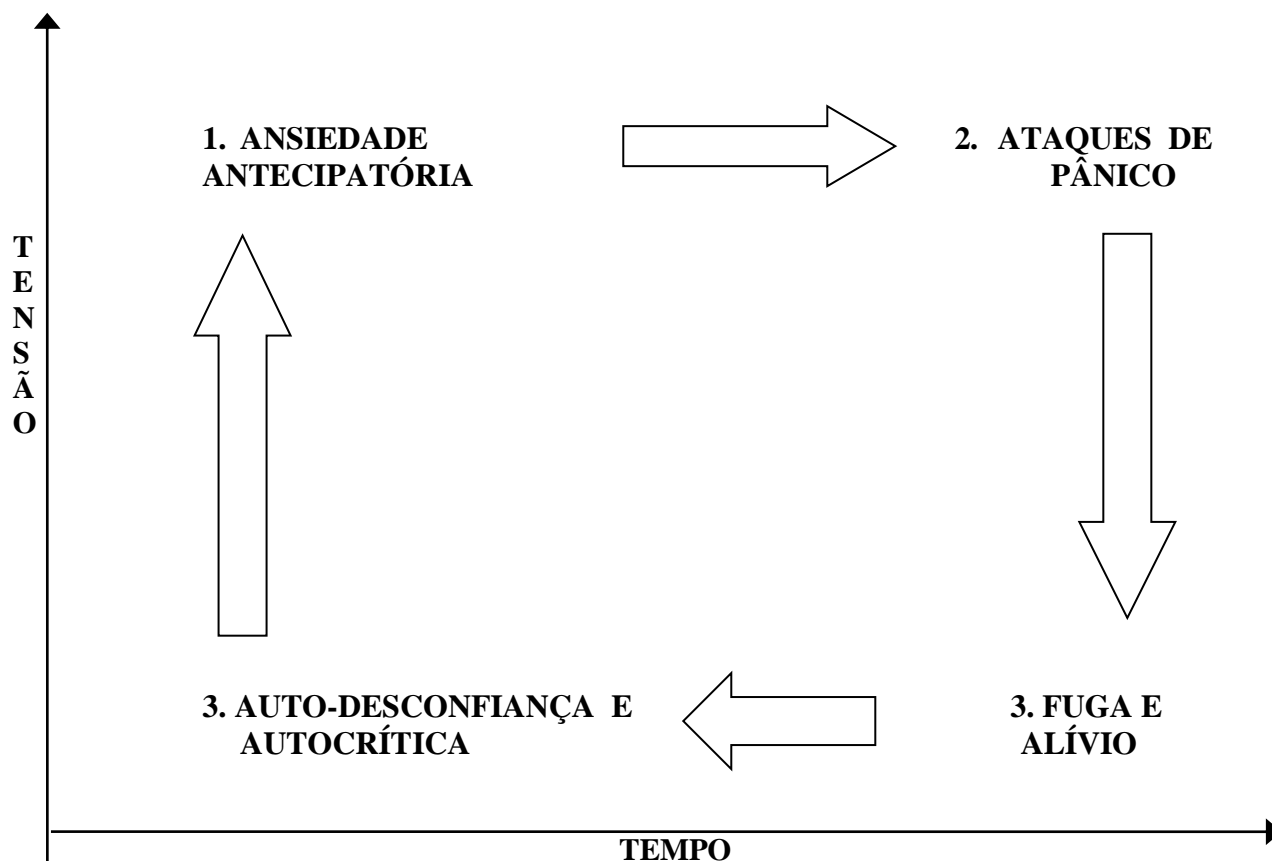 1. ANSIEDADE
ANTECIPATÓRIA
2. ATAQUES DE
PÂNICO
T
E
N
S
Ã
O
3. AUTO-DESCONFIANÇA E
AUTOCRÍTICA
3. FUGA E
ALÍVIO
TEMPO